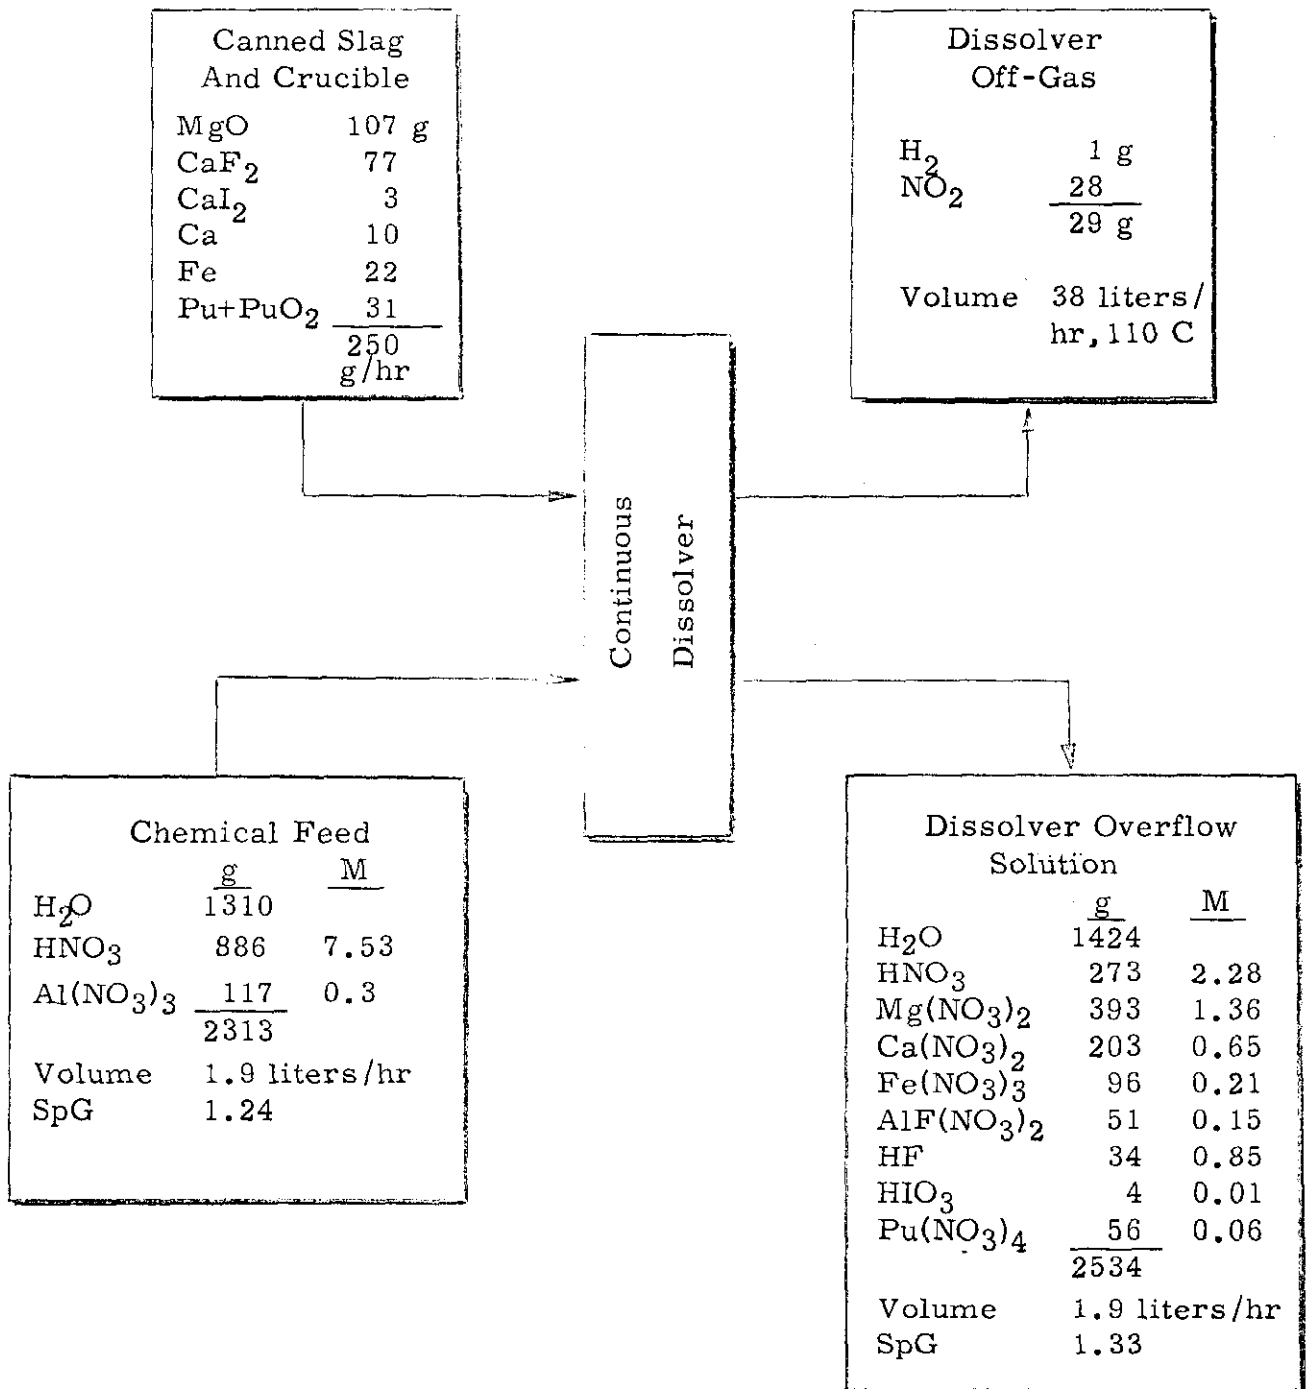 Canned Slag
And Crucible
MgO 107 g
CaF2 77
CaI2 3
Ca 10
Fe 22
Pu+PuO2 31
250
g/hr
Dissolver
Off-Gas
H2 1 g
NO2 28
29 g
Volume 38 liters/
hr, 110 C
Continuous
Dissolver
Chemical Feed
g M
H2O 1310
HNO3 886 7.53
Al(NO3)3 117 0.3
2313
Volume 1.9 liters/hr
SpG 1.24
Dissolver Overflow
Solution
g M
H2O 1424
HNO3 273 2.28
Mg(NO3)2 393 1.36
Ca(NO3)2 203 0.65
Fe(NO3)3 96 0.21
AlF(NO3)2 51 0.15
HF 34 0.85
HIO3 4 0.01
Pu(NO3)4 56 0.06
2534
Volume 1.9 liters/hr
SpG 1.33